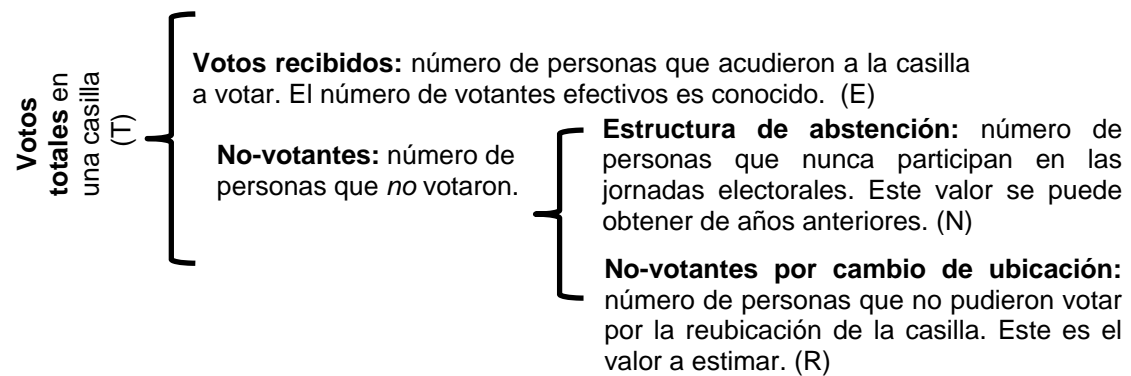 Votos
totales en
una casilla
(T)
Votos recibidos: número de personas que acudieron a la casilla
a votar. El número de votantes efectivos es conocido. (E)
No-votantes: número de
personas que no votaron.
Estructura de abstención: número de
personas que nunca participan en las
jornadas electorales. Este valor se puede
obtener de años anteriores. (N)
No-votantes por cambio de ubicación:
número de personas que no pudieron votar
por la reubicación de la casilla. Este es el
valor a estimar. (R)